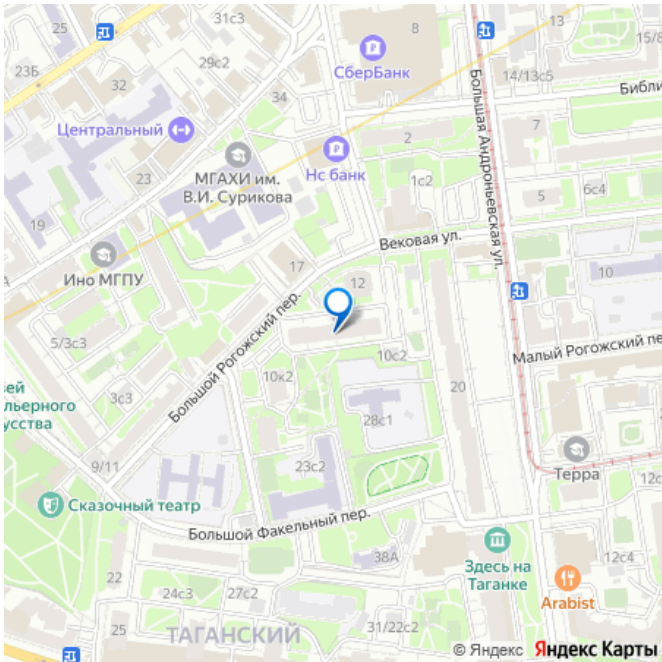 25
31с3
8
23Б
29с2
СберБанк
14/13с5
32
34
Библи
Центральный
2
7
МГАХИ им.
В.И. Сурикова
Нс банк
23
1с2
5
6с4
19
Большая Андроньевская ул.
Вековая ул.
Ино МГПУ
17
12
10
Большой Рогожский пер.
5/3с3
10с2
Малый Рогожский пе
3с3
10к2
20
зей
льерного
усства
28с1
9/11
23с2
Терра
12с
Сказочный театр
Большой Факельный пер.
38А
Здесь на
Таганке
12с4
22
24с3
27с2
Arabist
25
ТАГАНСКИЙ
31/22с2
© Яндекс Яндекс Карты